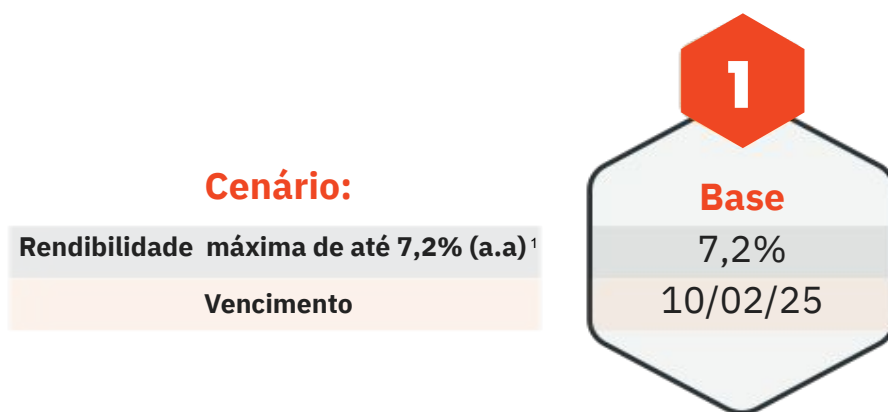 1
Cenário:
Base
Rendibilidade máxima de até 7,2% (a.a) ¹
7,2%
Vencimento
10/02/25